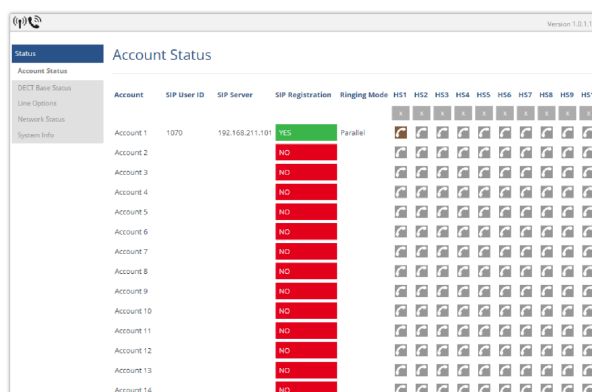 Version 1.0.1.1
Status
Account Status
Account Status
DECT Base Status
Line Options
Network Status
System Info
Account SIP User ID SIP Server SIP Registration Ringing Mode HS1 HS2 HS3 HS4 HS5 HS6 HS7 HS8 HS9 HS1
x x x x x x x x x x
Account 1 1070 192.168.211.101 YES Parallel
Account 2 NO
Account 3 NO
Account 4 NO
Account 5 NO
Account 6 NO
Account 7 NO
Account 8 NO
Account 9 NO
Account 10 NO
Account 11 NO
Account 12 NO
Account 13 NO
Account 14 NO